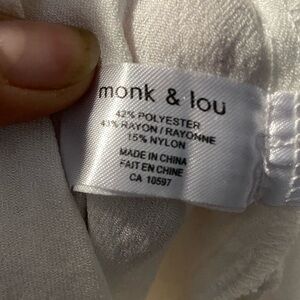 monk & lou
42% POLYESTER
43% RAYON / RAYONNE
15% NYLON
MADE IN CHINA
FAIT EN CHINE
CA 10597